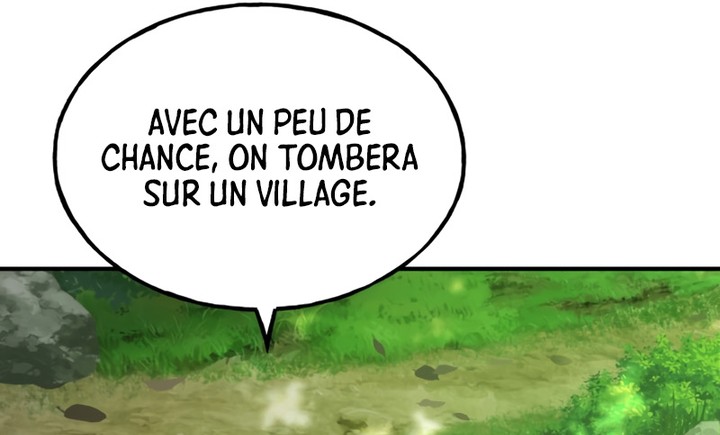 AVEC UN PEU DE
CHANCE, ON TOMBERA
SUR UN VILLAGE.